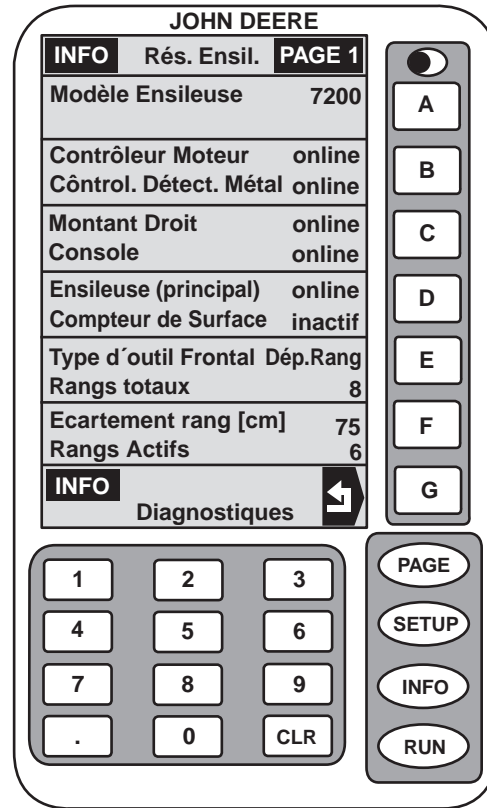 JOHN DEERE
INFO Rés. Ensil. PAGE 1
Modèle Ensileuse 7200
Contrôleur Moteur online
Côntrol. Détect. Métal online
Montant Droit online
Console online
Ensileuse (principal) online
Compteur de Surface inactif
Type d´outil Frontal Dép.Rang
Rangs totaux 8
Ecartement rang [cm] 75
Rangs Actifs 6
INFO
Diagnostiques
A
B
C
D
E
F
G
1 2 3
4 5 6
7 8 9
. 0 CLR
PAGE
SETUP
INFO
RUN